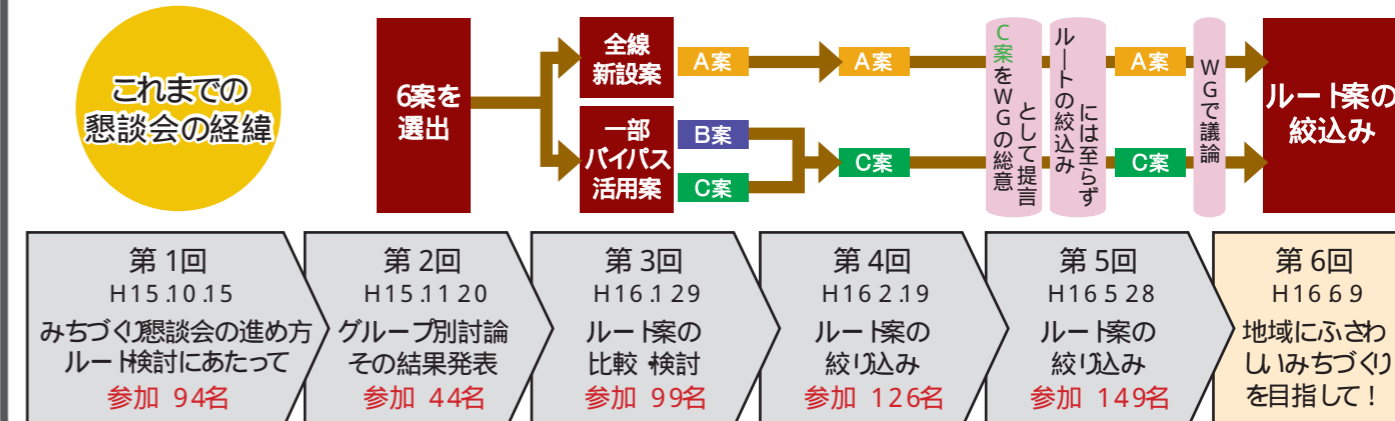 これまでの
懇談会の経緯
6案を
選出
全線
新設案
一部
バイパス
活用案
A案
B案
C案
A案
C案
C案をWGの総意
として提言
ルートの絞込み
には至らず
A案
C案
WGで議論
ルート案の
絞込み
第1回
H15.10.15
みちづくり懇談会の進め方
ルート検討にあたって
参加 94名
第2回
H15.11 20
グループ別討論
その結果発表
参加 44名
第3回
H16.1 29
ルート案の
比較・検討
参加 99名
第4回
H16 2.19
ルート案の
絞り込み
参加 126名
第5回
H16 5 28
ルート案の
絞り込み
参加 149名
第6回
H16 6 9
地域にふさわ
しいみちづくり
を目指して！